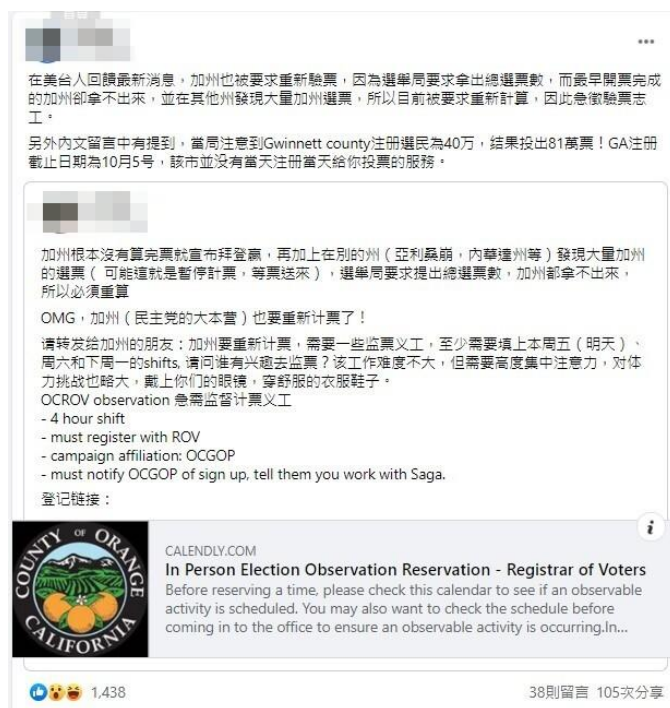 在美台人回饋最新消息，加州也被要求重新驗票，因為選舉局要求拿出總選票數，而最早開票完成
的加州卻拿不出來，並在其他州發現大量加州選票，所以目前被要求重新計算，因此急徵驗票志
工。
另外內文留言中有提到，當局注意到Gwinnett county注册選民為40万，结果投出81萬票！GA注册
截止日期為10月5号，該市並没有當天注册當天給你投票的服務。
加州根本沒有算完票就宣布拜登贏，再加上在別的州（亞利桑崩，內華達州等）發現大量加州
的選票（ 可能這就是暫停計票，等票送來），選舉局要求提出總選票數，加州都拿不出來，
所以必須重算
OMG，加州（民主党的大本營）也要重新计票了！
请转发给加州的朋友：加州要重新计票，需要一些监票义工，至少需要填上本周五（明天）、
周六和下周一的shifts, 请问谁有兴趣去监票？该工作难度不大，但需要高度集中注意力，对体
力挑战也略大，戴上你们的眼镜，穿舒服的衣服鞋子。
OCROV observation 急需监督计票义工
- 4 hour shift
- must register with ROV
- campaign affiliation: OCGOP
- must notify OCGOP of sign up, tell them you work with Saga.
登记链接：
COUNTY OF ORANGE
CALIFORNIA
CALENDLY.COM
In Person Election Observation Reservation - Registrar of Voters
Before reserving a time, please check this calendar to see if an observable
activity is scheduled. You may also want to check the schedule before
coming in to the office to ensure an observable activity is occurring.In...
1,438
38則留言 105次分享